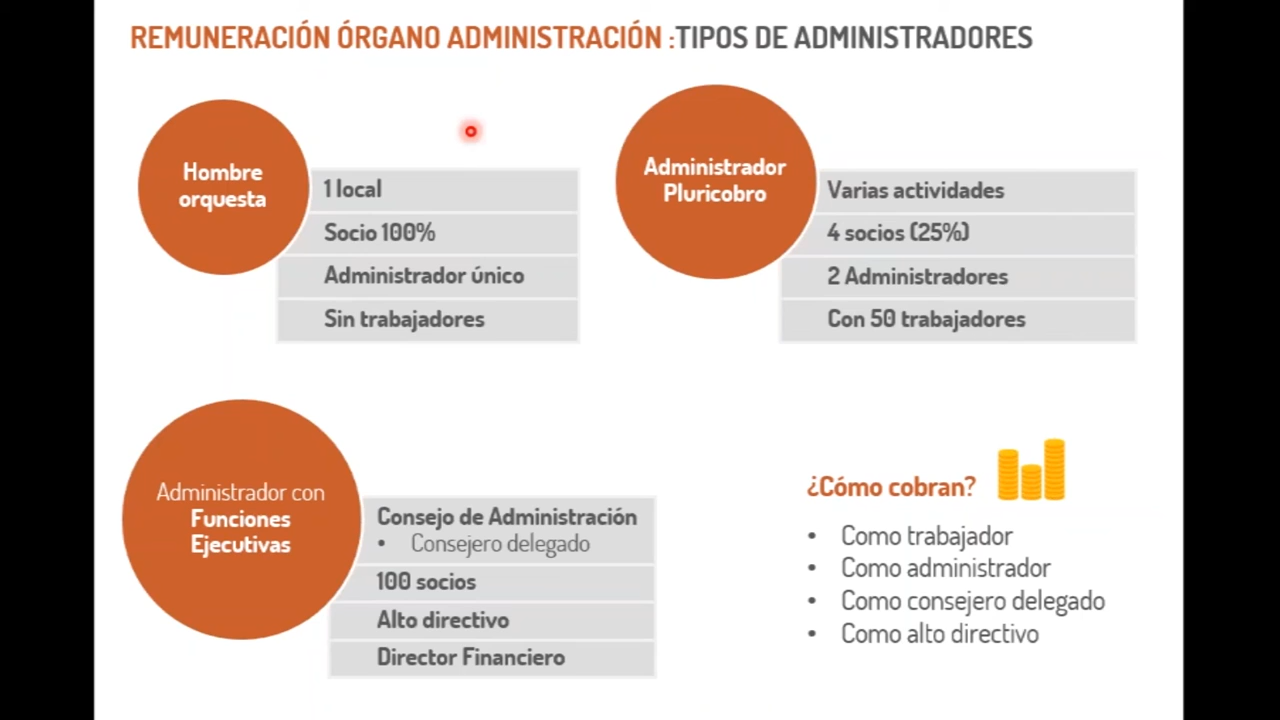 REMUNERACIÓN ÓRGANO ADMINISTRACIÓN :TIPOS DE ADMINISTRADORES
Hombre
orquesta
1 local
Socio 100%
Administrador único
Sin trabajadores
Administrador
Pluricobro
Varias actividades
4 socios (25%)
2 Administradores
Con 50 trabajadores
Administrador con
Funciones
Ejecutivas
Consejo de Administración
• Consejero delegado
100 socios
Alto directivo
Director Financiero
¿Cómo cobran?
• Como trabajador
• Como administrador
• Como consejero delegado
• Como alto directivo